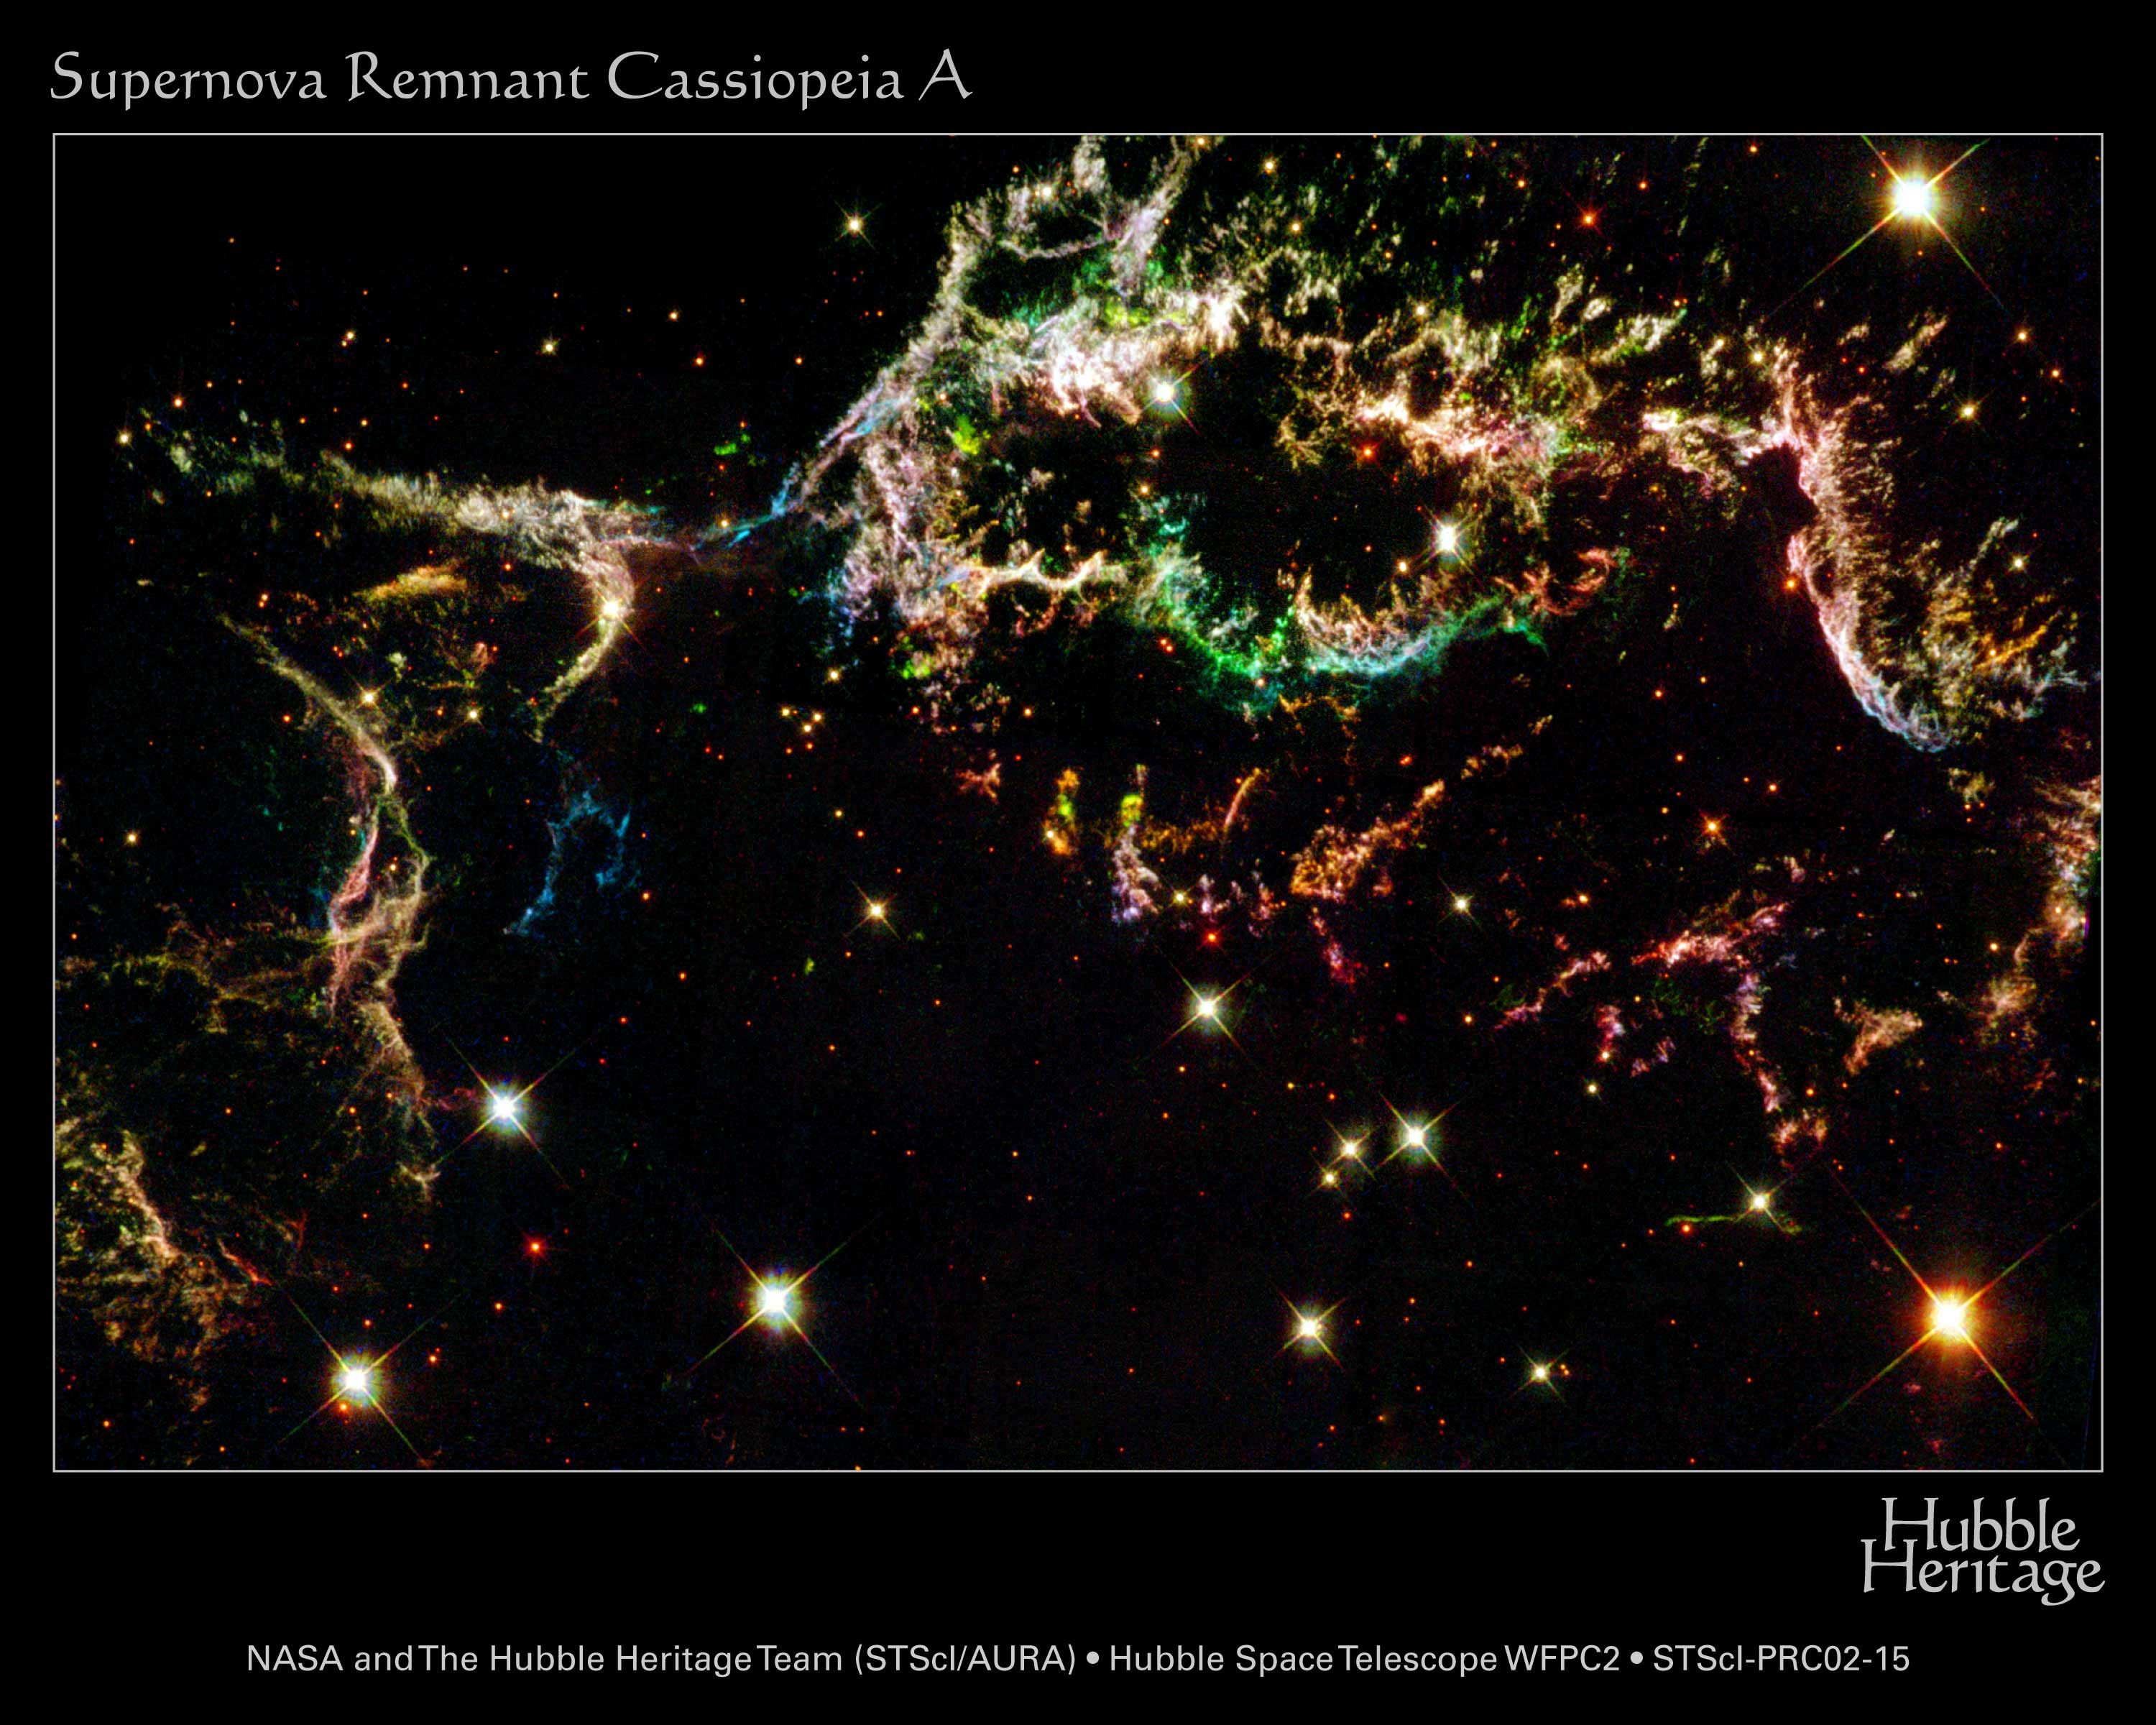 Supernova Remnant Cassiopeia A
Hubble
Heritage
NASA and The Hubble Heritage Team (STScI/AURA) • Hubble Space Telescope WFPC2 • STScI-PRC02-15